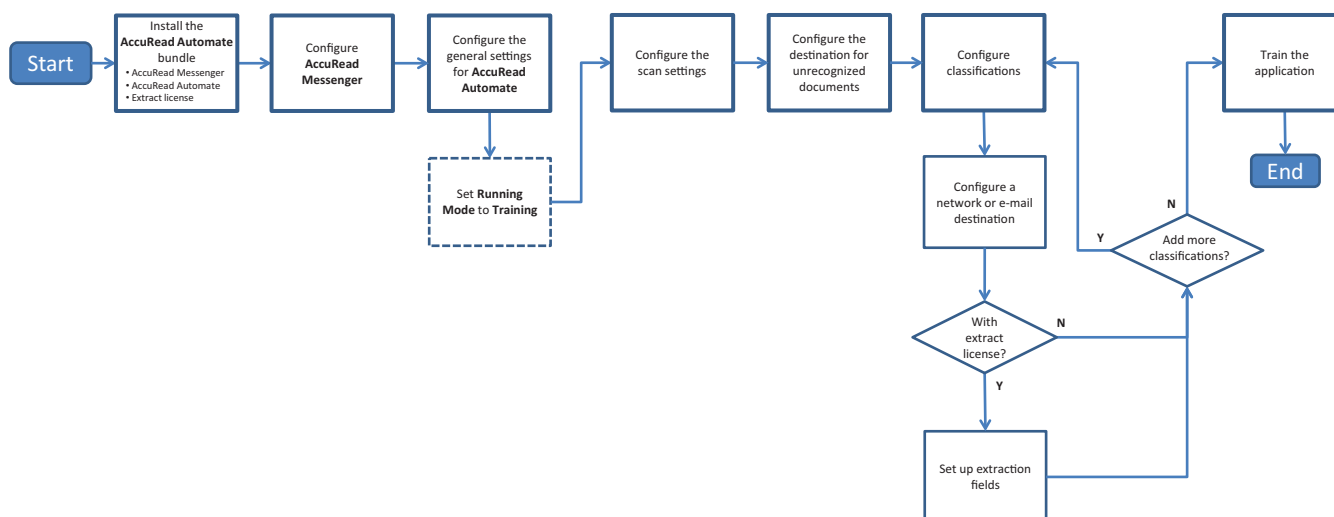 Start
Install the
AccuRead Automate
bundle
• AccuRead Messenger
• AccuRead Automate
• Extract license
Configure
AccuRead
Messenger
Configure the
general settings
for AccuRead
Automate
Set Running
Mode to Training
Configure the
scan settings
Configure the
destination for
unrecognized
documents
Configure
classifications
Configure a
network or e-mail
destination
With
extract
license?
N
Y
Set up extraction
fields
Add more
classifications?
Y
N
Train the
application
End